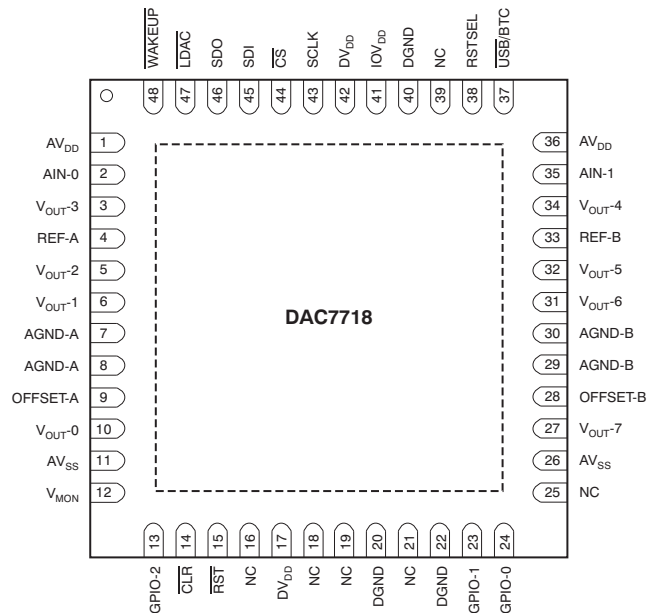 WAKEUP
LDAC
SDO
SDI
CS
SCLK
DVDD
IOVDD
DGND
NC
RSTSEL
USB/BTC
48
47
46
45
44
43
42
41
40
39
38
37
AVDD 1
AIN-0 2
VOUT-3 3
REF-A 4
VOUT-2 5
VOUT-1 6
AGND-A 7
AGND-A 8
OFFSET-A 9
VOUT-0 10
AVSS 11
VMON 12
DAC7718
36 AVDD
35 AIN-1
34 VOUT-4
33 REF-B
32 VOUT-5
31 VOUT-6
30 AGND-B
29 AGND-B
28 OFFSET-B
27 VOUT-7
26 AVSS
25 NC
13
14
15
16
17
18
19
20
21
22
23
24
GPIO-2
CLR
RST
NC
DVDD
NC
NC
DGND
NC
DGND
GPIO-1
GPIO-0